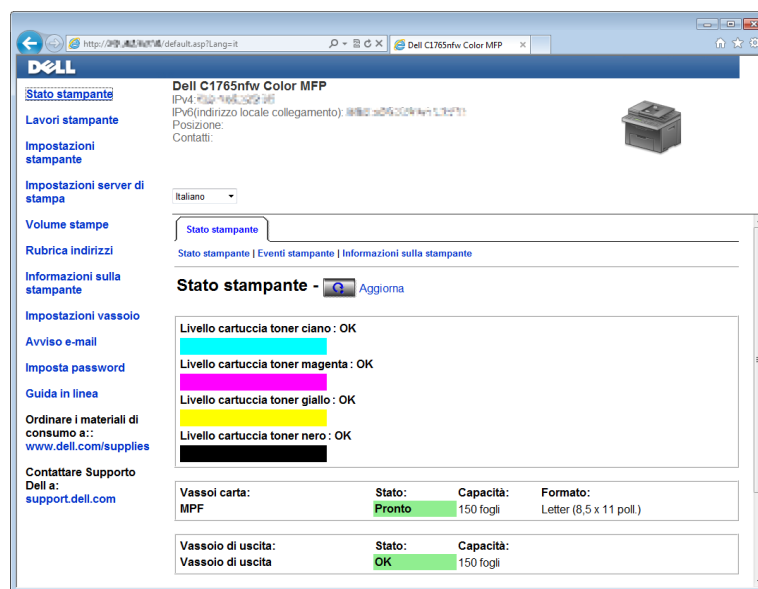 http:// /default.asp?Lang=it
Dell C1765nfw Color MFP
DELL
Stato stampante
Lavori stampante
Impostazioni
stampante
Impostazioni server di
stampa
Volume stampe
Rubrica indirizzi
Informazioni sulla
stampante
Impostazioni vassoio
Avviso e-mail
Imposta password
Guida in linea
Ordinare i materiali di
consumo a::
www.dell.com/supplies
Contattare Supporto
Dell a:
support.dell.com
Dell C1765nfw Color MFP
IPv4:
IPv6(indirizzo locale collegamento):
Posizione:
Contatti:
Italiano
Stato stampante
Stato stampante | Eventi stampante | Informazioni sulla stampante
Stato stampante - Aggiorna
Livello cartuccia toner ciano : OK
Livello cartuccia toner magenta : OK
Livello cartuccia toner giallo : OK
Livello cartuccia toner nero : OK
Vassoi carta: Stato: Capacità: Formato:
MPF Pronto 150 fogli Letter (8,5 x 11 poll.)
Vassoio di uscita: Stato: Capacità:
Vassoio di uscita OK 150 fogli